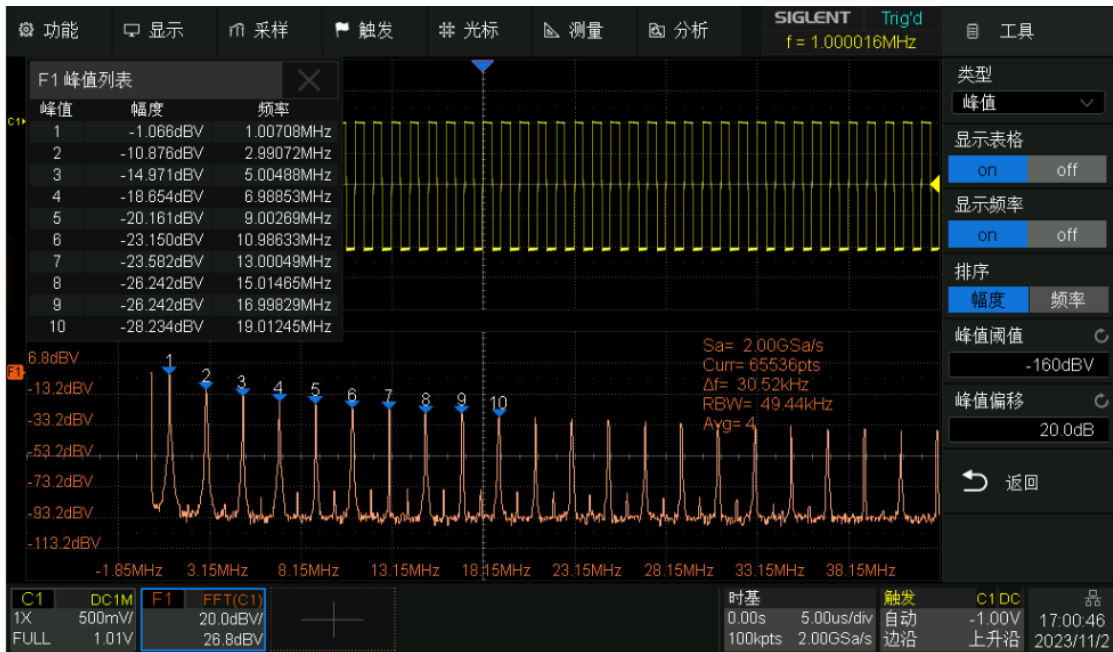 功能 显示 采样 触发 光标 测量 分析 SIGLENT Trig'd 工具
f = 1.000016MHz
F1 峰值列表
峰值 幅度 频率
1 -1.066dBV 1.00708MHz
2 -10.876dBV 2.99072MHz
3 -14.971dBV 5.00488MHz
4 -18.654dBV 6.98853MHz
5 -20.161dBV 9.00269MHz
6 -23.150dBV 10.98633MHz
7 -23.582dBV 13.00049MHz
8 -26.242dBV 15.01465MHz
9 -26.242dBV 16.99829MHz
10 -28.234dBV 19.01245MHz
C1
类型
峰值
显示表格
on off
显示频率
on off
排序
幅度 频率
峰值阈值
-160dBV
峰值偏移
20.0dB
返回
Sa= 2.00GSa/s
Curr= 65536pts
Δf= 30.52kHz
RBW= 49.44kHz
Avg= 4
F1
6.8dBV
-13.2dBV
-33.2dBV
-53.2dBV
-73.2dBV
-93.2dBV
-113.2dBV
1 2 3 4 5 6 7 8 9 10
-1.85MHz 3.15MHz 8.15MHz 13.15MHz 18.15MHz 23.15MHz 28.15MHz 33.15MHz 38.15MHz
C1 DC1M
1X 500mV/
FULL 1.01V
F1 FFT(C1)
20.0dBV/
26.8dBV
时基
0.00s 5.00us/div
100kpts 2.00GSa/s
触发 C1 DC
自动 -1.00V
边沿 上升沿
17:00:46
2023/11/2